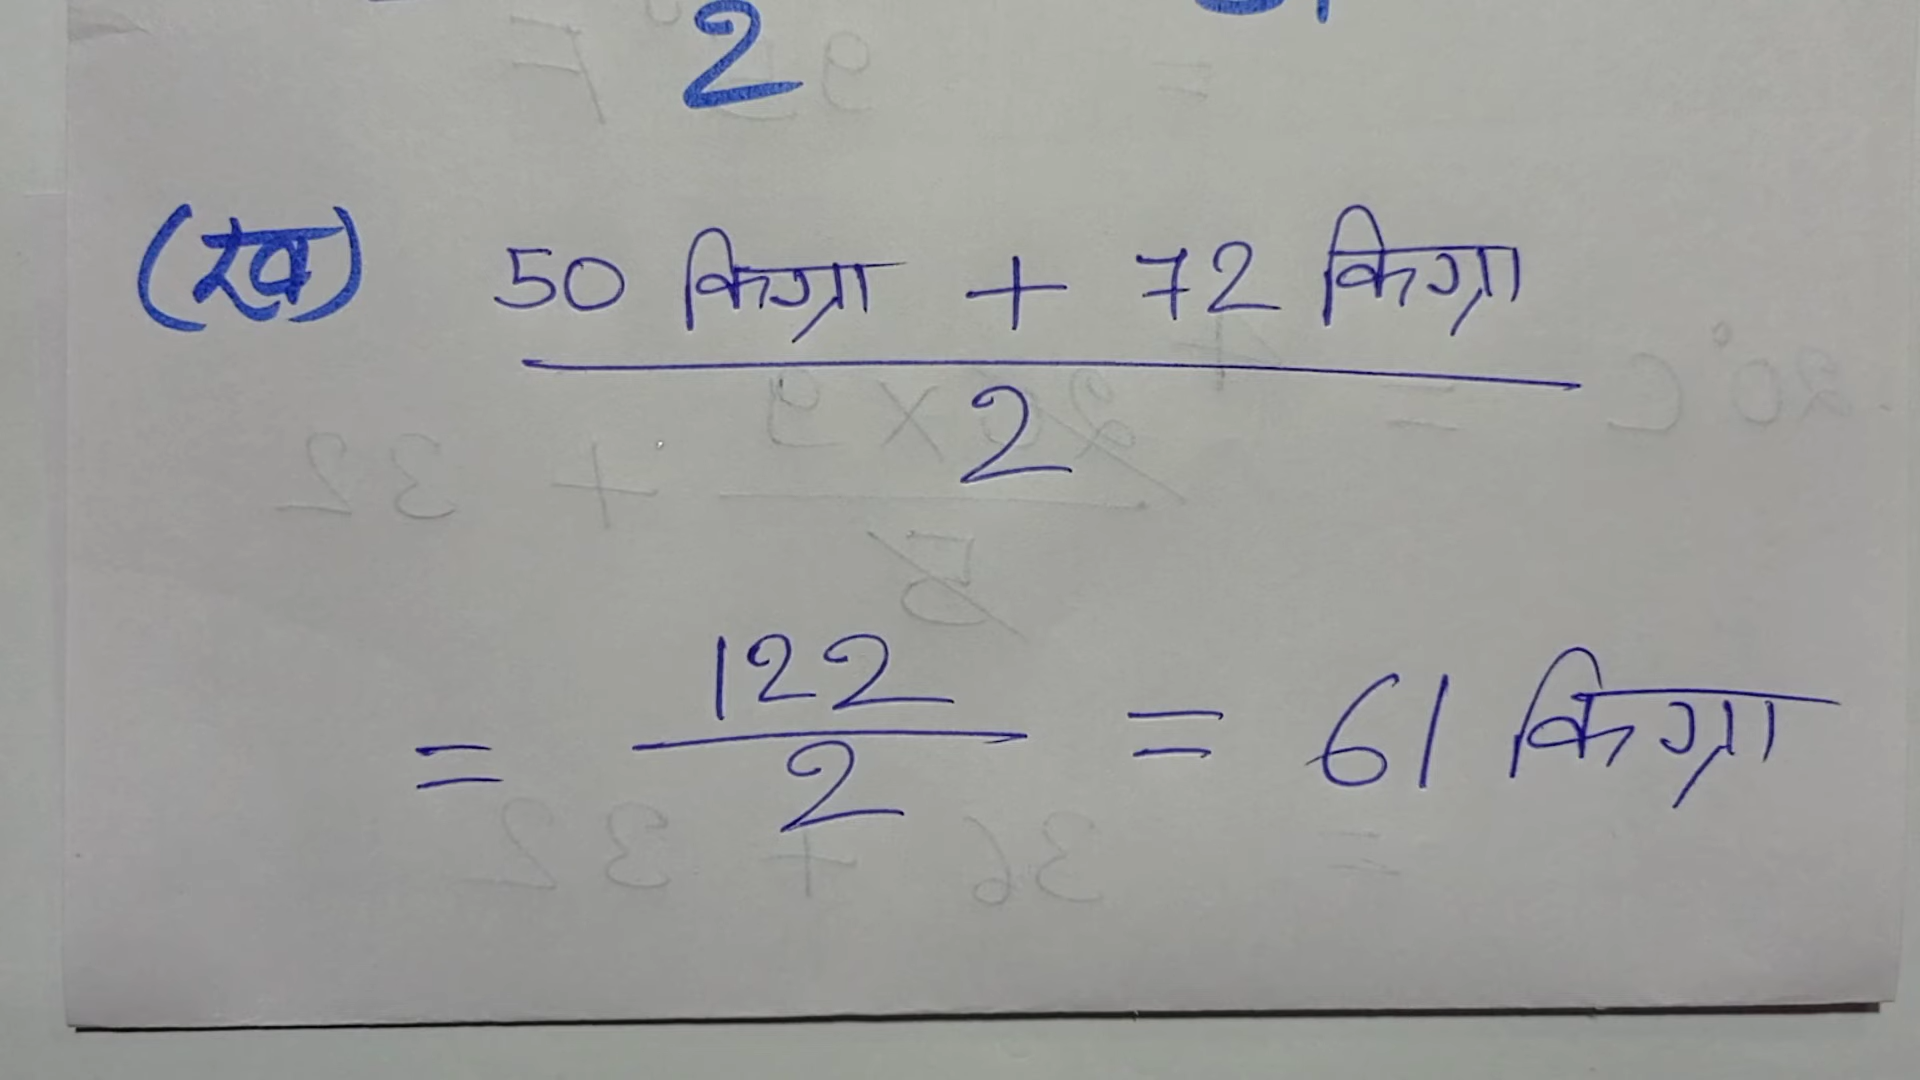 2
(ख) 50 किग्रा + 72 किग्रा
2
= 122 = 61 किग्रा
2